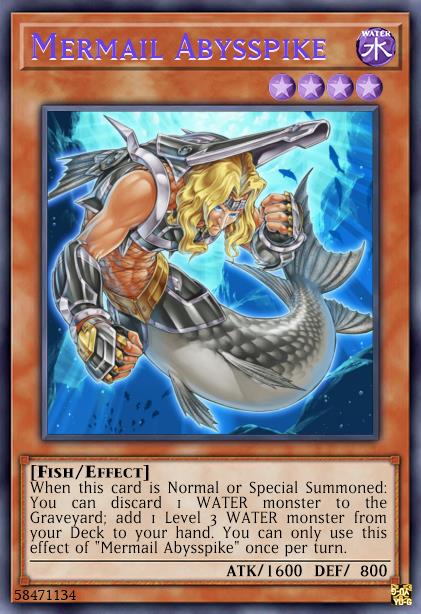 Mermail Abysspike
WATER
水
[Fish/Effect]
When this card is Normal or Special Summoned:
You can discard 1 WATER monster to the
Graveyard; add 1 Level 3 WATER monster from
your Deck to your hand. You can only use this
effect of "Mermail Abysspike" once per turn.
ATK/1600 DEF/ 800
58471134